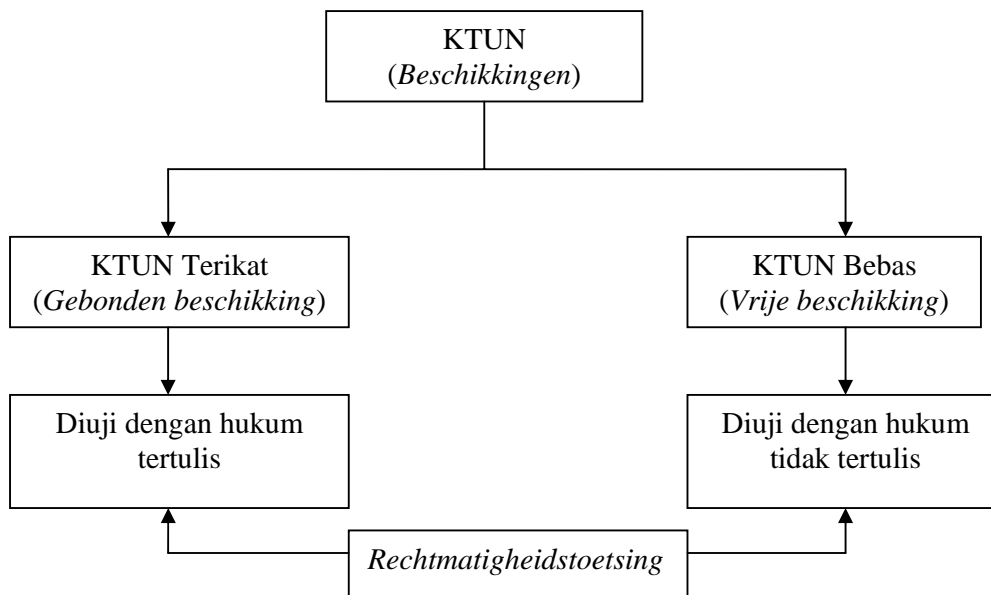 KTUN
(Beschikkingen)
KTUN Terikat
(Gebonden beschikking)
KTUN Bebas
(Vrije beschikking)
Diuji dengan hukum
tertulis
Diuji dengan hukum
tidak tertulis
Rechtmatigheidstoetsing